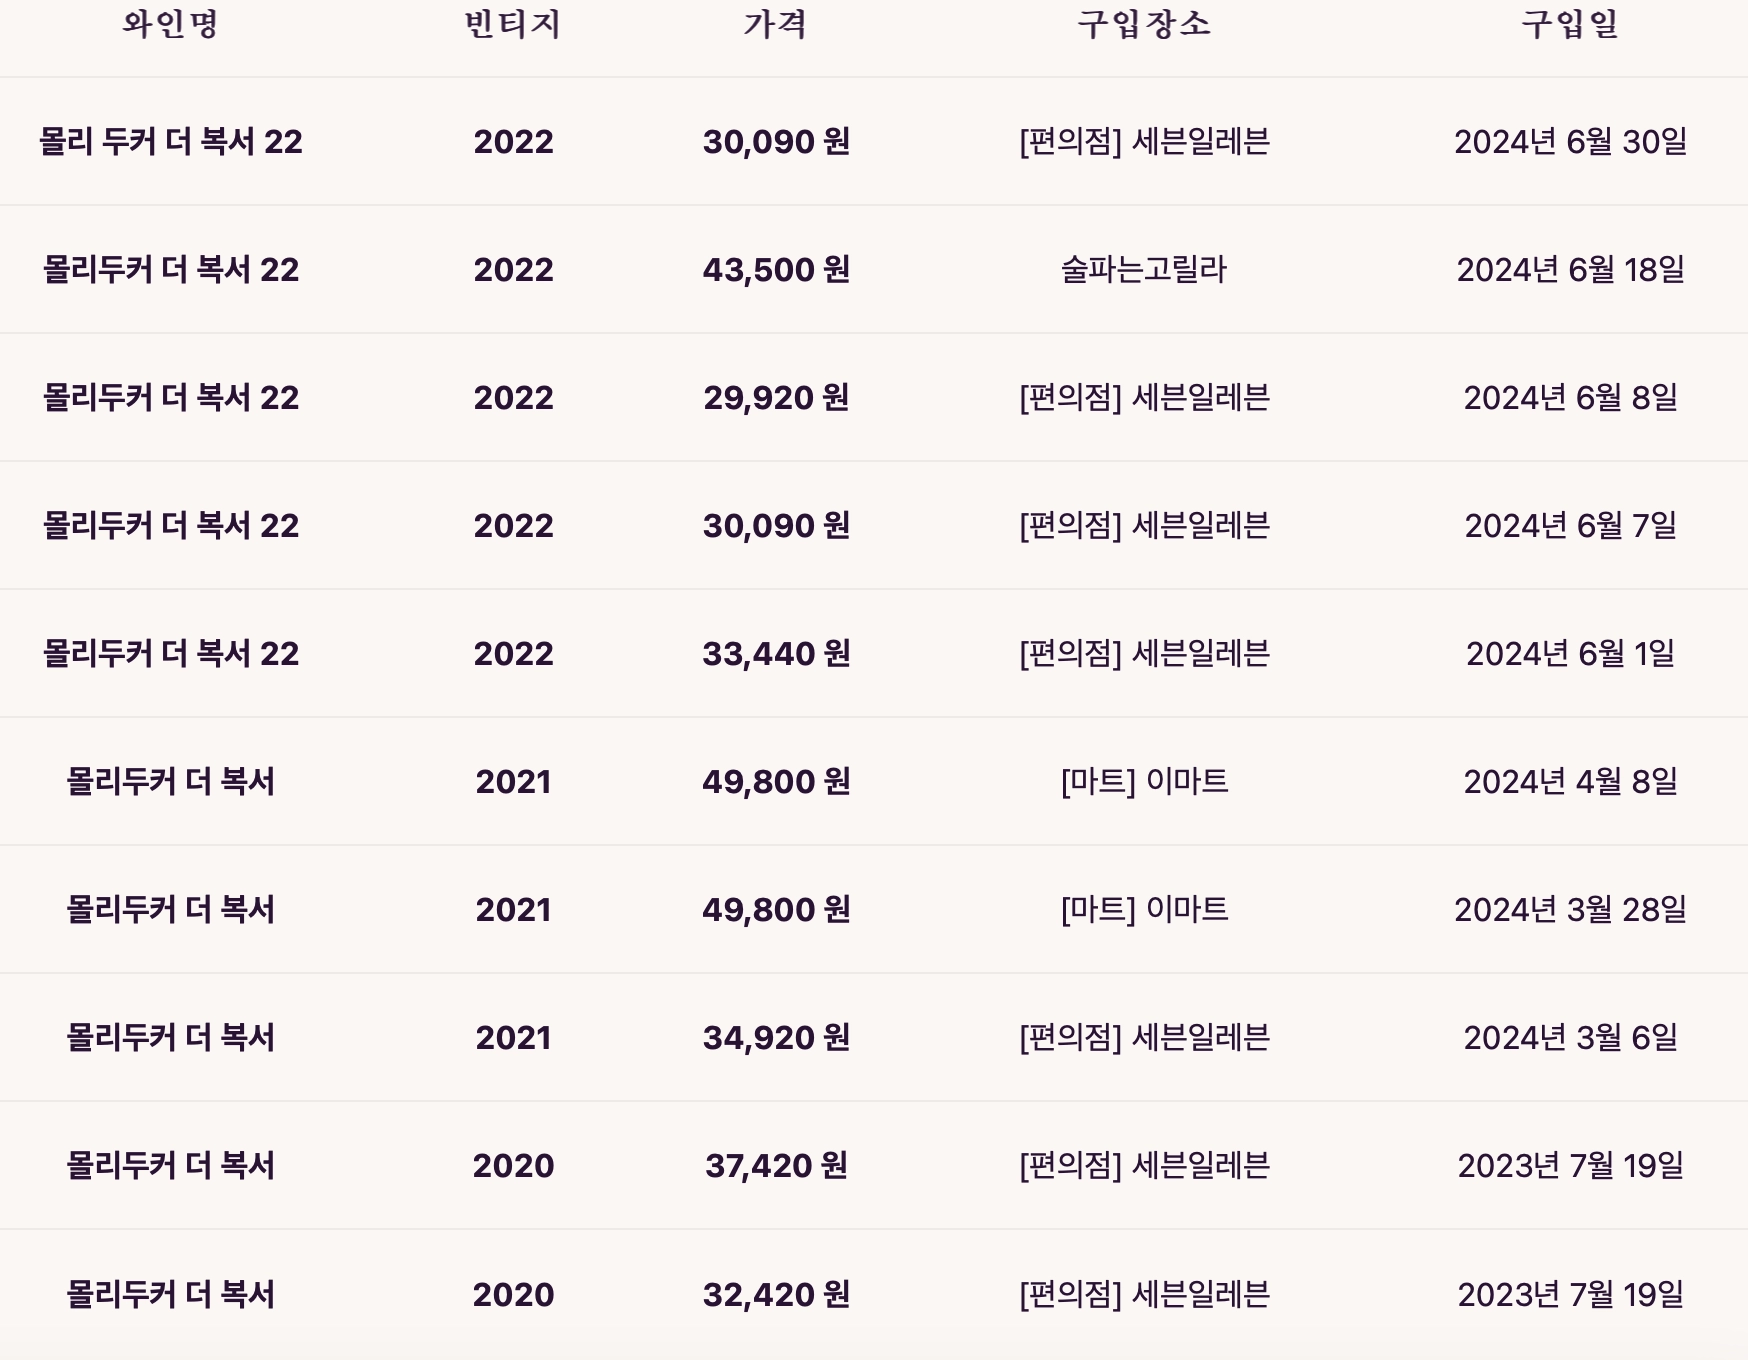 와인명 빈티지 가격 구입장소 구입일
몰리 두커 더 복서 22 2022 30,090 원 [편의점] 세븐일레븐 2024년 6월 30일
몰리두커 더 복서 22 2022 43,500 원 술파는고릴라 2024년 6월 18일
몰리두커 더 복서 22 2022 29,920 원 [편의점] 세븐일레븐 2024년 6월 8일
몰리두커 더 복서 22 2022 30,090 원 [편의점] 세븐일레븐 2024년 6월 7일
몰리두커 더 복서 22 2022 33,440 원 [편의점] 세븐일레븐 2024년 6월 1일
몰리두커 더 복서 2021 49,800 원 [마트] 이마트 2024년 4월 8일
몰리두커 더 복서 2021 49,800 원 [마트] 이마트 2024년 3월 28일
몰리두커 더 복서 2021 34,920 원 [편의점] 세븐일레븐 2024년 3월 6일
몰리두커 더 복서 2020 37,420 원 [편의점] 세븐일레븐 2023년 7월 19일
몰리두커 더 복서 2020 32,420 원 [편의점] 세븐일레븐 2023년 7월 19일